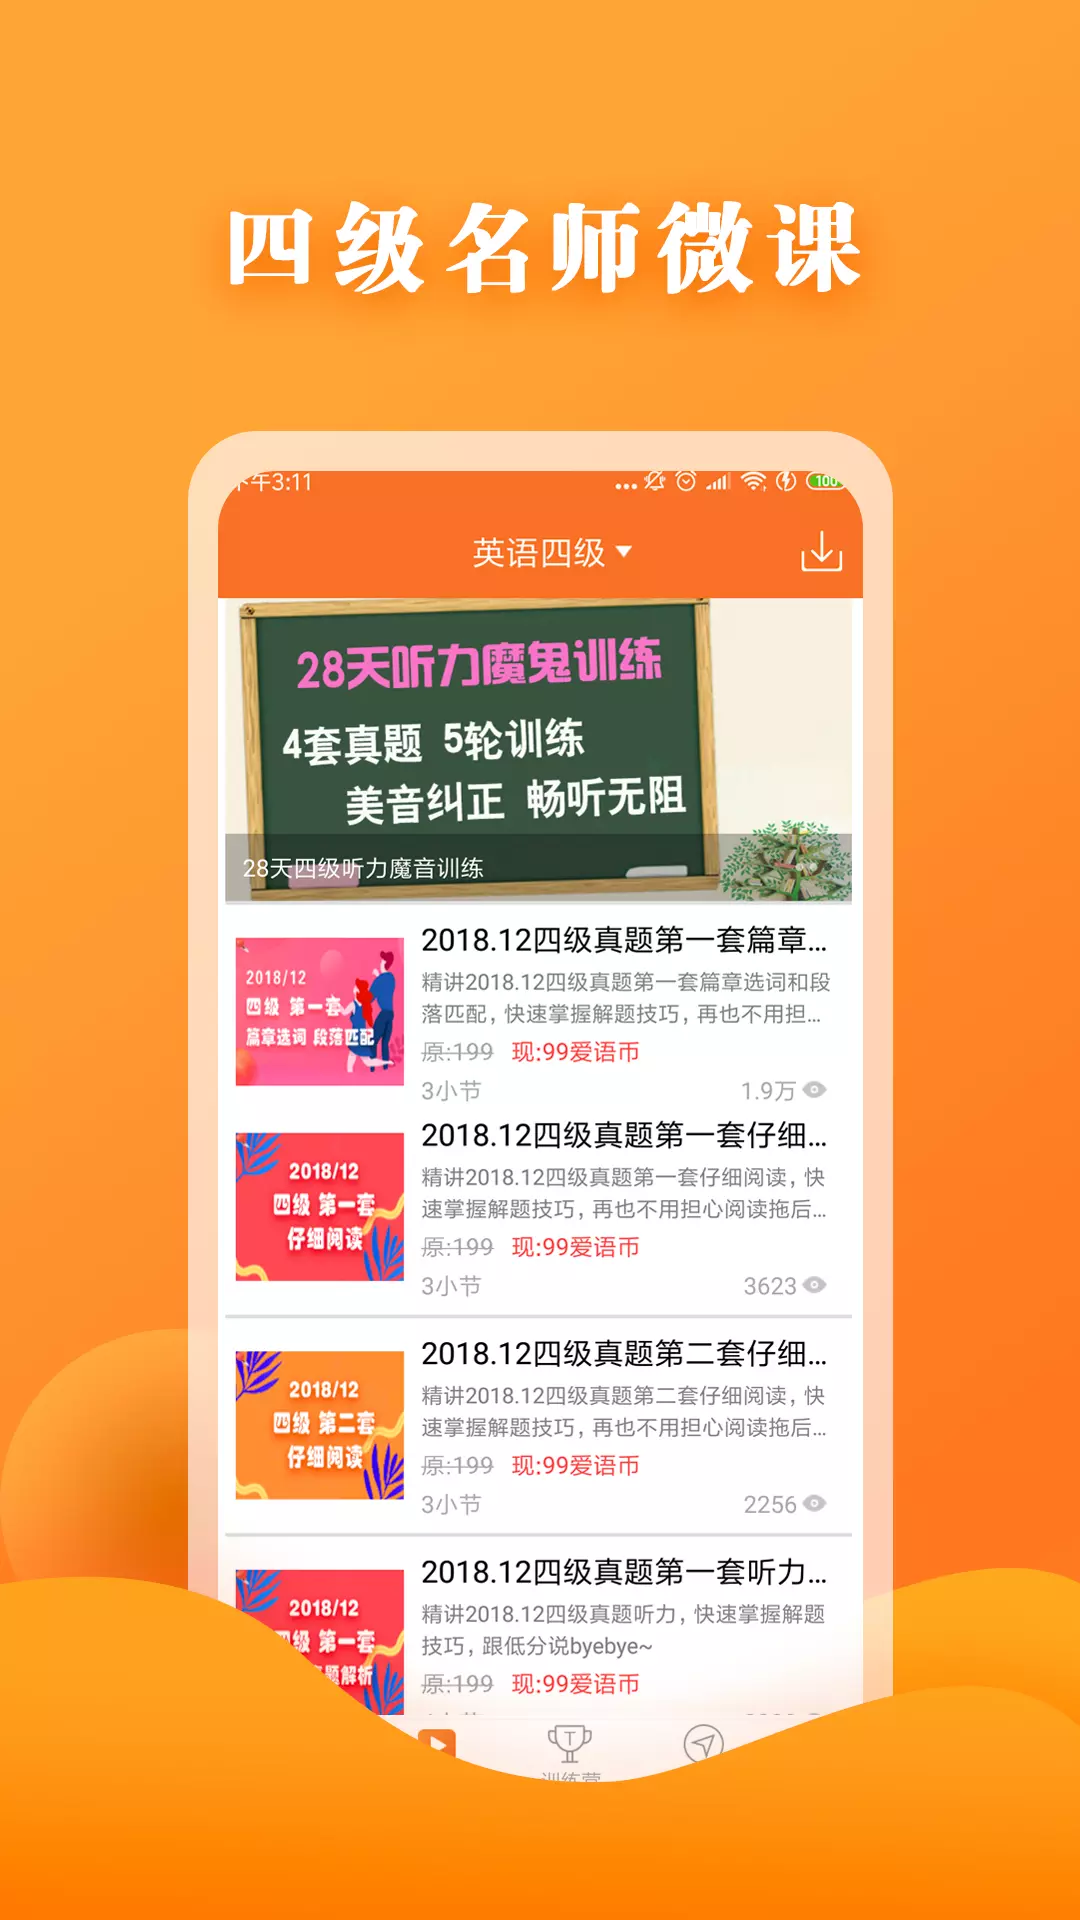 四级名师微课
下午3:11
100
英语四级
28天听力魔鬼训练
4套真题 5轮训练
美音纠正 畅听无阻
28天四级听力魔音训练
2018/12
四级 第一套
篇章选词 段落匹配
2018.12四级真题第一套篇章...
精讲2018.12四级真题第一套篇章选词和段
落匹配，快速掌握解题技巧，再也不用担...
原:199 现:99爱语币
3小节 1.9万
2018/12
四级 第一套
仔细阅读
2018.12四级真题第一套仔细...
精讲2018.12四级真题第一套仔细阅读，快
速掌握解题技巧，再也不用担心阅读拖后...
原:199 现:99爱语币
3小节 3623
2018/12
四级 第二套
仔细阅读
2018.12四级真题第二套仔细...
精讲2018.12四级真题第二套仔细阅读，快
速掌握解题技巧，再也不用担心阅读拖后...
原:199 现:99爱语币
3小节 2256
2018/12
级 第一套
题解析
2018.12四级真题第一套听力...
精讲2018.12四级真题听力，快速掌握解题
技巧，跟低分说byebye~
原:199 现:99爱语币
T
训练营